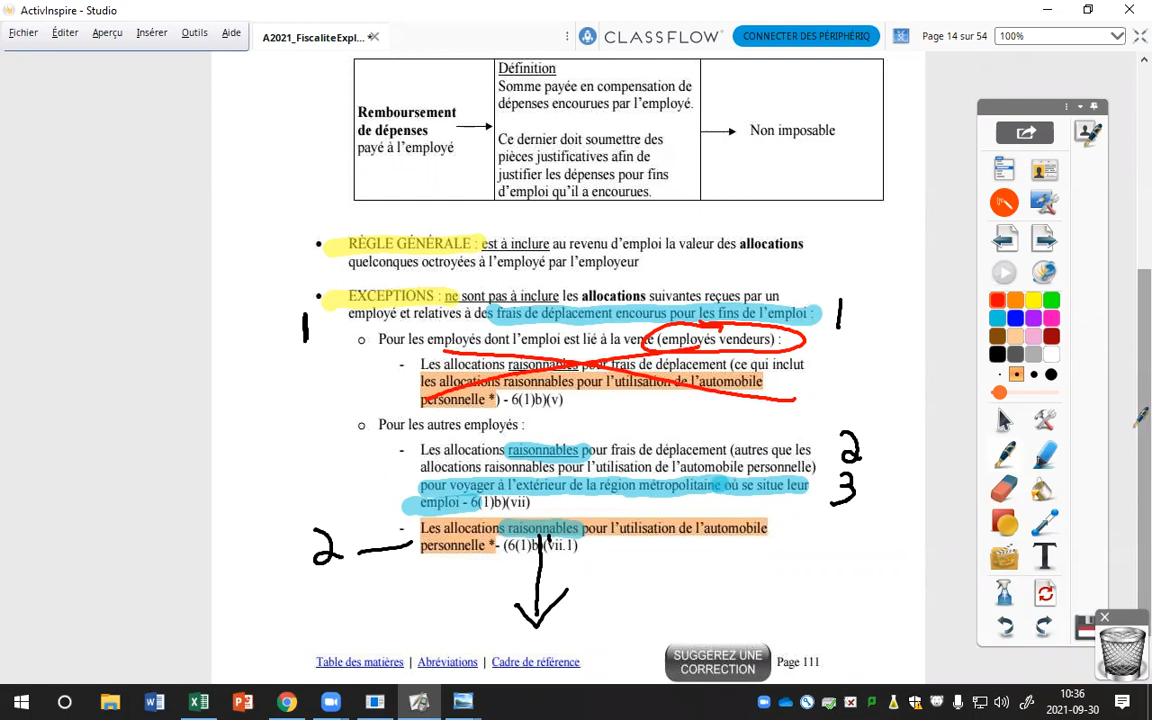 ActivInspire - Studio
Fichier Éditer Aperçu Insérer Outils Aide
A2021_FiscaliteExpl...
CLASSFLOW
CONNECTER DES PÉRIPHÉRIQ
Page 14 sur 54
100%
Remboursement
de dépenses
payé à l'employé
Définition
Somme payée en compensation de
dépenses encourues par l'employé.
Ce dernier doit soumettre des
pièces justificatives afin de
justifier les dépenses pour fins
d'emploi qu'il a encourues.
Non imposable
• RÈGLE GÉNÉRALE : est à inclure au revenu d'emploi la valeur des allocations
quelconques octroyées à l'employé par l'employeur
• EXCEPTIONS : ne sont pas à inclure les allocations suivantes reçues par un
employé et relatives à des frais de déplacement encourus pour les fins de l'emploi :
1 1
o Pour les employés dont l'emploi est lié à la vente (employés vendeurs) :
- Les allocations raisonnables pour frais de déplacement (ce qui inclut
les allocations raisonnables pour l'utilisation de l'automobile
personnelle *) - 6(1)b)(v)
o Pour les autres employés :
- Les allocations raisonnables pour frais de déplacement (autres que les
allocations raisonnables pour l'utilisation de l'automobile personnelle)
2
pour voyager à l'extérieur de la région métropolitaine où se situe leur
3
emploi - 6(1)b)(vii)
- Les allocations raisonnables pour l'utilisation de l'automobile
personnelle *- (6(1)b)(vii.1)
2
Table des matières | Abréviations | Cadre de référence
SUGGÉREZ UNE
CORRECTION
Page 111
10:36
2021-09-30